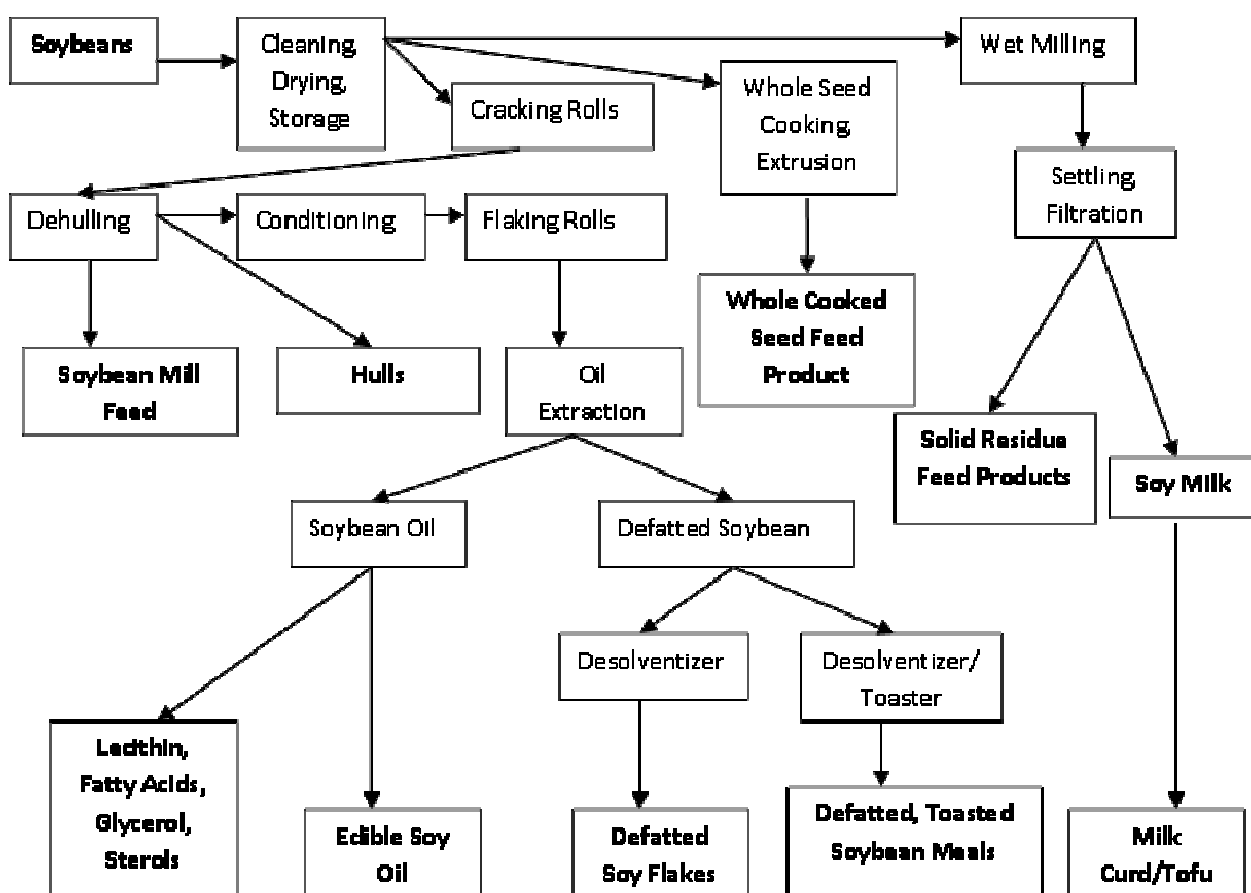 Soybeans
Cleaning,
Drying,
Storage
Wet Milling
Cracking Rolls
Whole Seed
Cooking,
Extrusion
Settling,
Filtration
Dehulling
Conditioning
Flaking Rolls
Whole Cooked
Seed Feed
Product
Soybean Mill
Feed
Hulls
Oil
Extraction
Solid Residue
Feed Products
Soy Milk
Soybean Oil
Defatted Soybean
Desolventizer
Desolventizer/
Toaster
Lecithin,
Fatty Acids,
Glycerol,
Sterols
Edible Soy
Oil
Defatted
Soy Flakes
Defatted, Toasted
Soybean Meals
Milk
Curd/Tofu